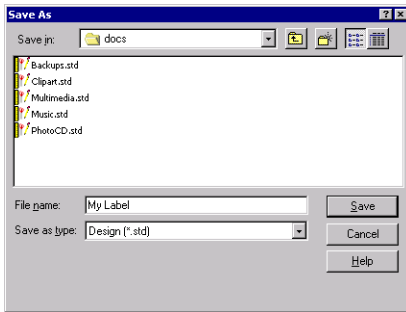 Save As
Save in: docs
Backups.std
Clipart.std
Multimedia.std
Music.std
PhotoCD.std
File name: My Label Save
Save as type: Design (*.std) Cancel
Help